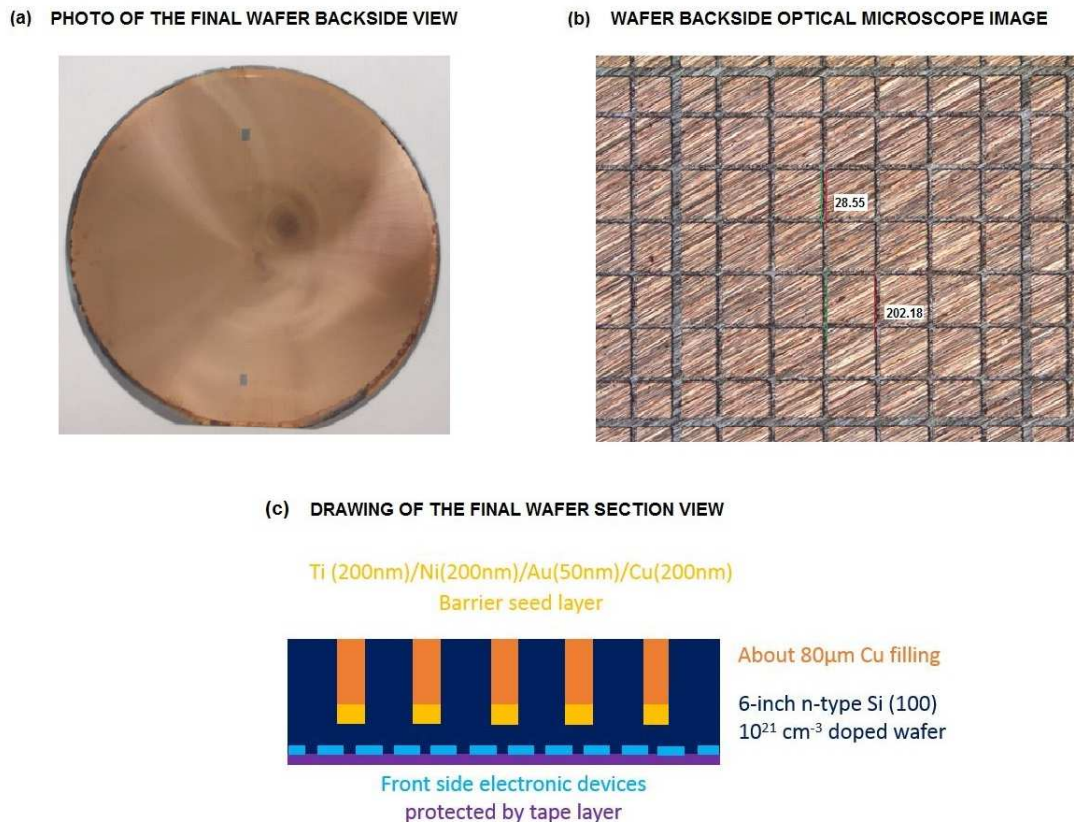 (a) PHOTO OF THE FINAL WAFER BACKSIDE VIEW
(b) WAFER BACKSIDE OPTICAL MICROSCOPE IMAGE
28.55
202.18
(c) DRAWING OF THE FINAL WAFER SECTION VIEW
Ti (200nm)/Ni(200nm)/Au(50nm)/Cu(200nm)
Barrier seed layer
About 80µm Cu filling
6-inch n-type Si (100)
10²¹ cm⁻³ doped wafer
Front side electronic devices
protected by tape layer